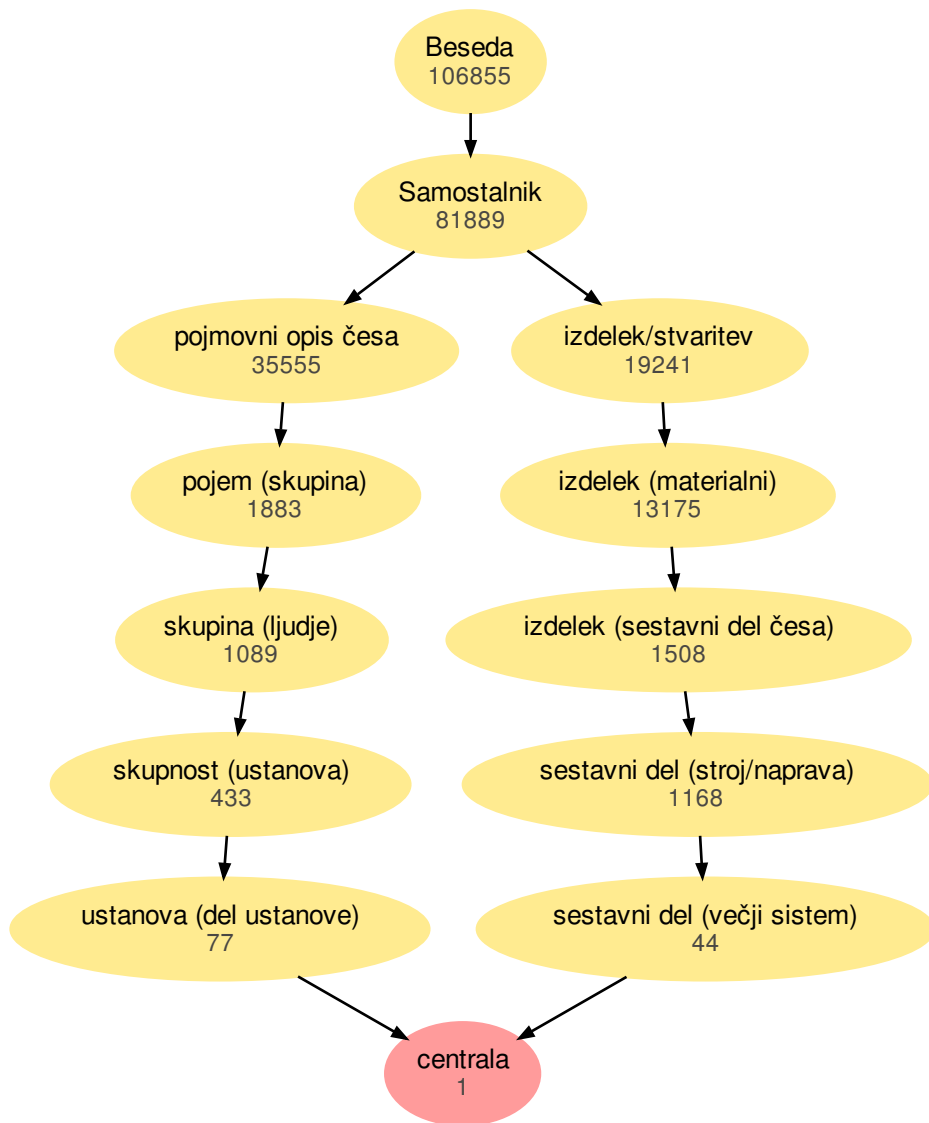 Beseda
106855
Samostalnik
81889
pojmovni opis česa
35555
izdelek/stvaritev
19241
pojem (skupina)
1883
izdelek (materialni)
13175
skupina (ljudje)
1089
izdelek (sestavni del česa)
1508
skupnost (ustanova)
433
sestavni del (stroj/naprava)
1168
ustanova (del ustanove)
77
sestavni del (večji sistem)
44
centrala
1